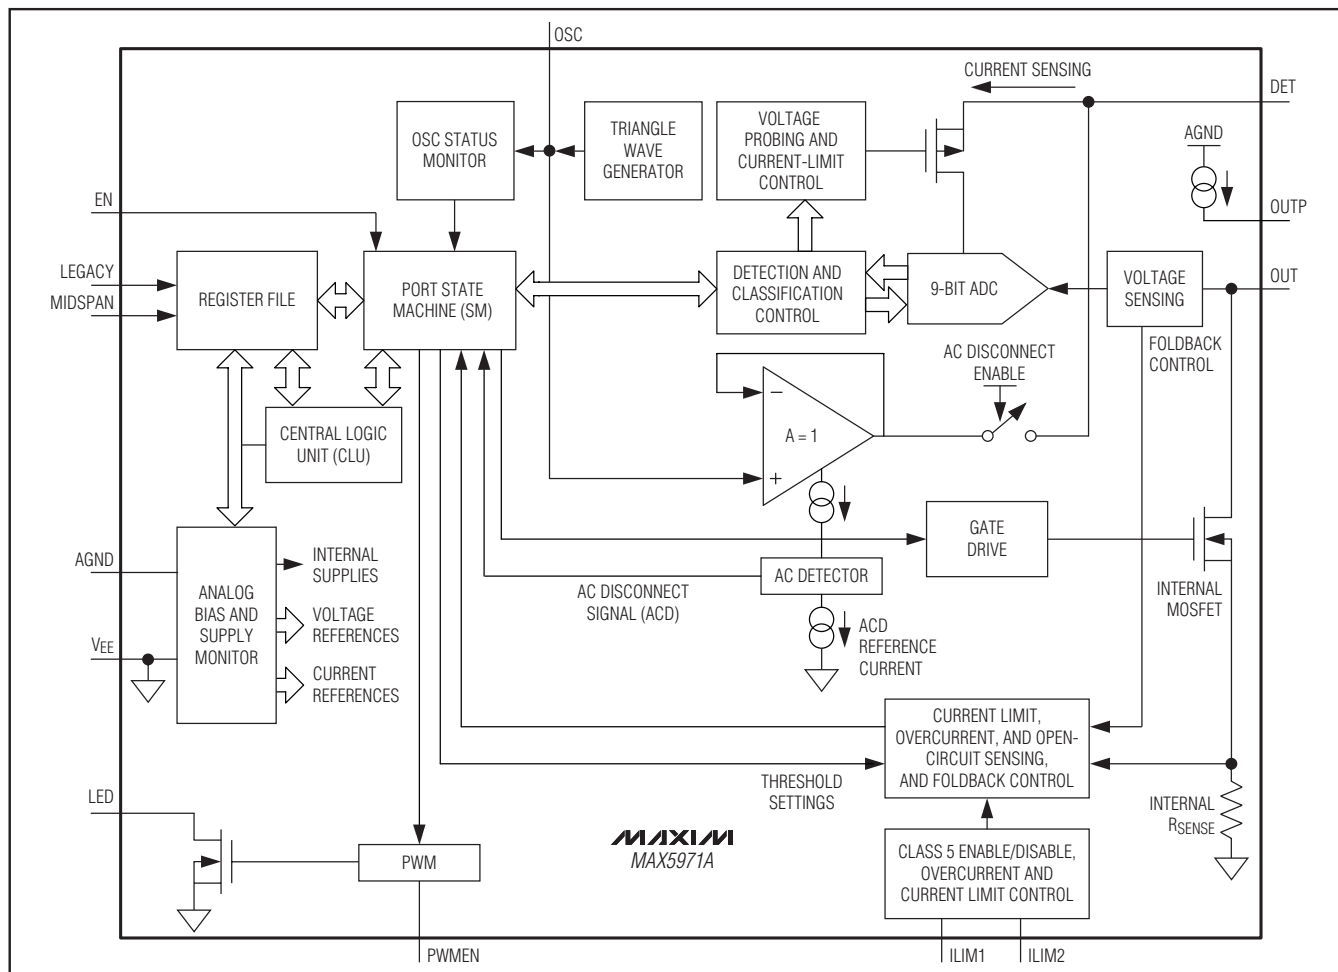 OSC
CURRENT SENSING
DET
OSC STATUS
MONITOR
TRIANGLE
WAVE
GENERATOR
VOLTAGE
PROBING AND
CURRENT-LIMIT
CONTROL
AGND
OUTP
EN
LEGACY
MIDSPAN
REGISTER FILE
PORT STATE
MACHINE (SM)
DETECTION AND
CLASSIFICATION
CONTROL
9-BIT ADC
VOLTAGE
SENSING
OUT
FOLDBACK
CONTROL
AC DISCONNECT
ENABLE
CENTRAL LOGIC
UNIT (CLU)
−
A = 1
+
AGND
VEE
ANALOG
BIAS AND
SUPPLY
MONITOR
INTERNAL
SUPPLIES
VOLTAGE
REFERENCES
CURRENT
REFERENCES
GATE
DRIVE
AC DETECTOR
AC DISCONNECT
SIGNAL (ACD)
INTERNAL
MOSFET
ACD
REFERENCE
CURRENT
CURRENT LIMIT,
OVERCURRENT, AND OPEN-
CIRCUIT SENSING,
AND FOLDBACK CONTROL
THRESHOLD
SETTINGS
INTERNAL
RSENSE
LED
PWM
MAXIM
MAX5971A
CLASS 5 ENABLE/DISABLE,
OVERCURRENT AND
CURRENT LIMIT CONTROL
PWMEN
ILIM1
ILIM2